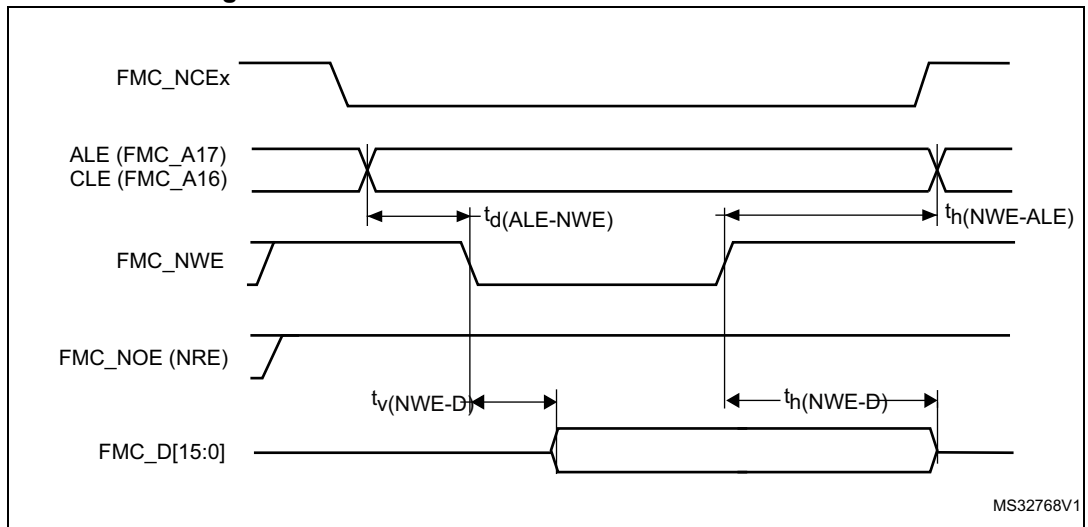 FMC_NCEx
ALE (FMC_A17)
CLE (FMC_A16)
td(ALE-NWE)
th(NWE-ALE)
FMC_NWE
FMC_NOE (NRE)
tv(NWE-D)
th(NWE-D)
FMC_D[15:0]
MS32768V1